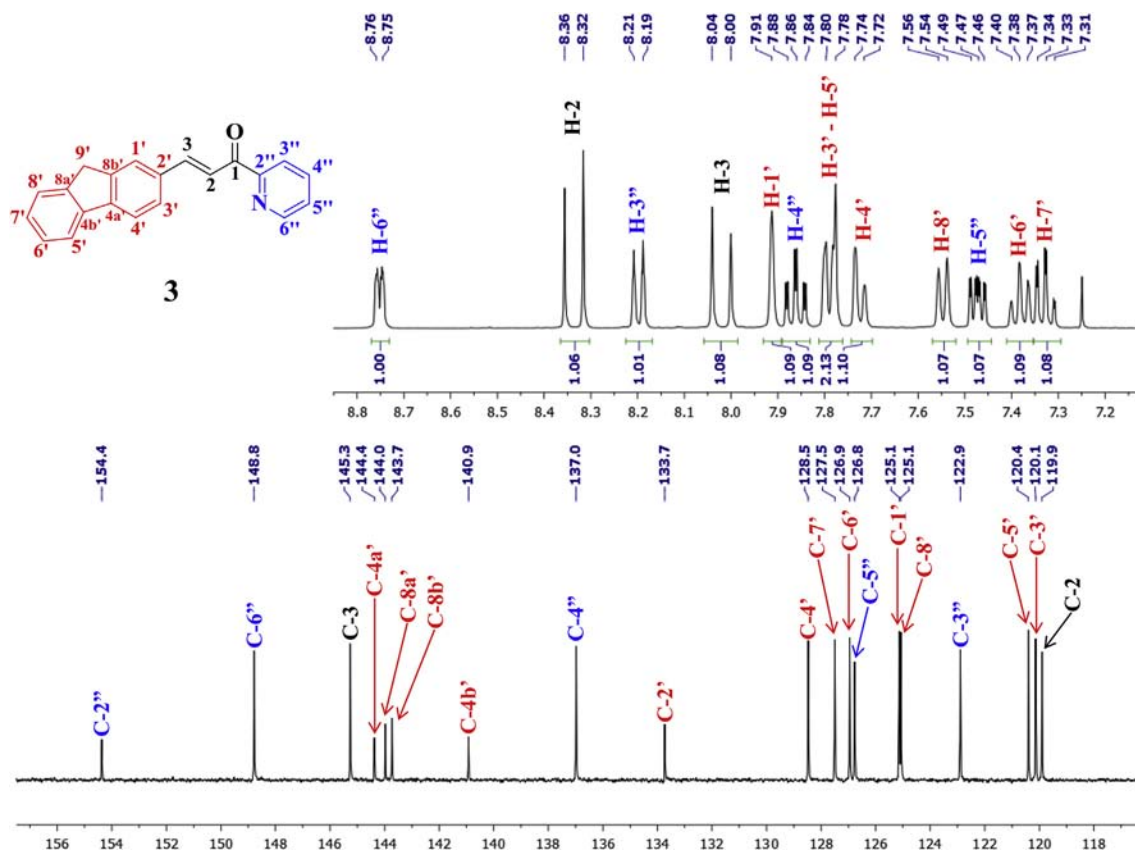 8.76 8.75 8.36 8.32 8.21 8.19 8.04 8.00 7.91 7.88 7.86 7.84 7.80 7.78 7.74 7.72 7.56 7.54 7.49 7.47 7.46 7.40 7.38 7.37 7.34 7.33 7.31
H-6’’ H-2 H-3’’ H-3 H-1’ H-4’’ H-3’ - H-5’ H-4’ H-8’ H-5’’ H-6’ H-7’
9'
8b'
1'
2'
3
O
1
2
2''
3''
4''
5''
6''
N
8'
8a'
7'
6'
5'
4b'
4a'
4'
3'
3
1.00 1.06 1.01 1.08 1.09 1.09 2.13 1.10 1.07 1.07 1.09 1.08
8.8 8.7 8.6 8.5 8.4 8.3 8.2 8.1 8.0 7.9 7.8 7.7 7.6 7.5 7.4 7.3 7.2
154.4 148.8 145.3 144.4 144.0 143.7 140.9 137.0 133.7 128.5 127.5 126.9 126.8 125.1 125.1 122.9 120.4 120.1 119.9
C-2’’ C-6’’ C-3 C-4a’ C-8a’ C-8b’ C-4b’ C-4’’ C-2’ C-4’ C-7’ C-6’ C-5’’ C-1’ C-8’ C-3’’ C-5’ C-3’ C-2
156 154 152 150 148 146 144 142 140 138 136 134 132 130 128 126 124 122 120 118